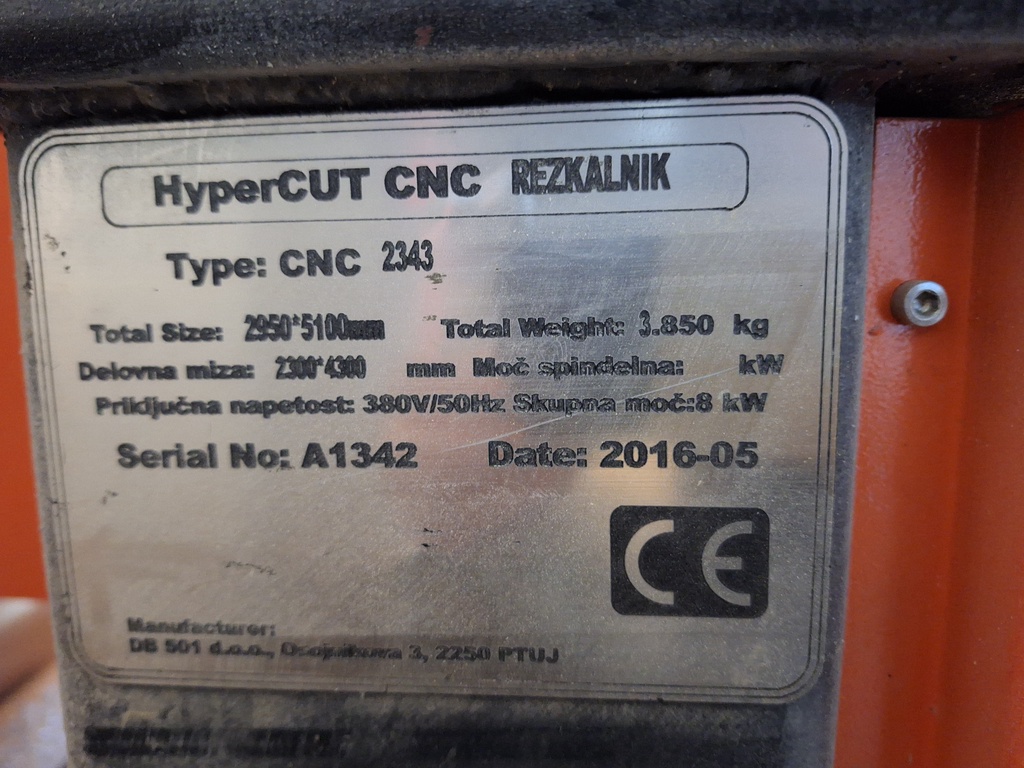 HyperCUT CNC REZKALNIK
Type: CNC 2343
Total Size: 2950*5100mm Total Weight: 3.850 kg
Delovna miza: 2300*4300 mm Moč spindelna: kW
Priključna napetost: 380V/50Hz Skupna moč:8 kW
Serial No: A1342 Date: 2016-05
CE
Manufacturer:
DB 501 d.o.o., Osojnikova 3, 2250 PTUJ